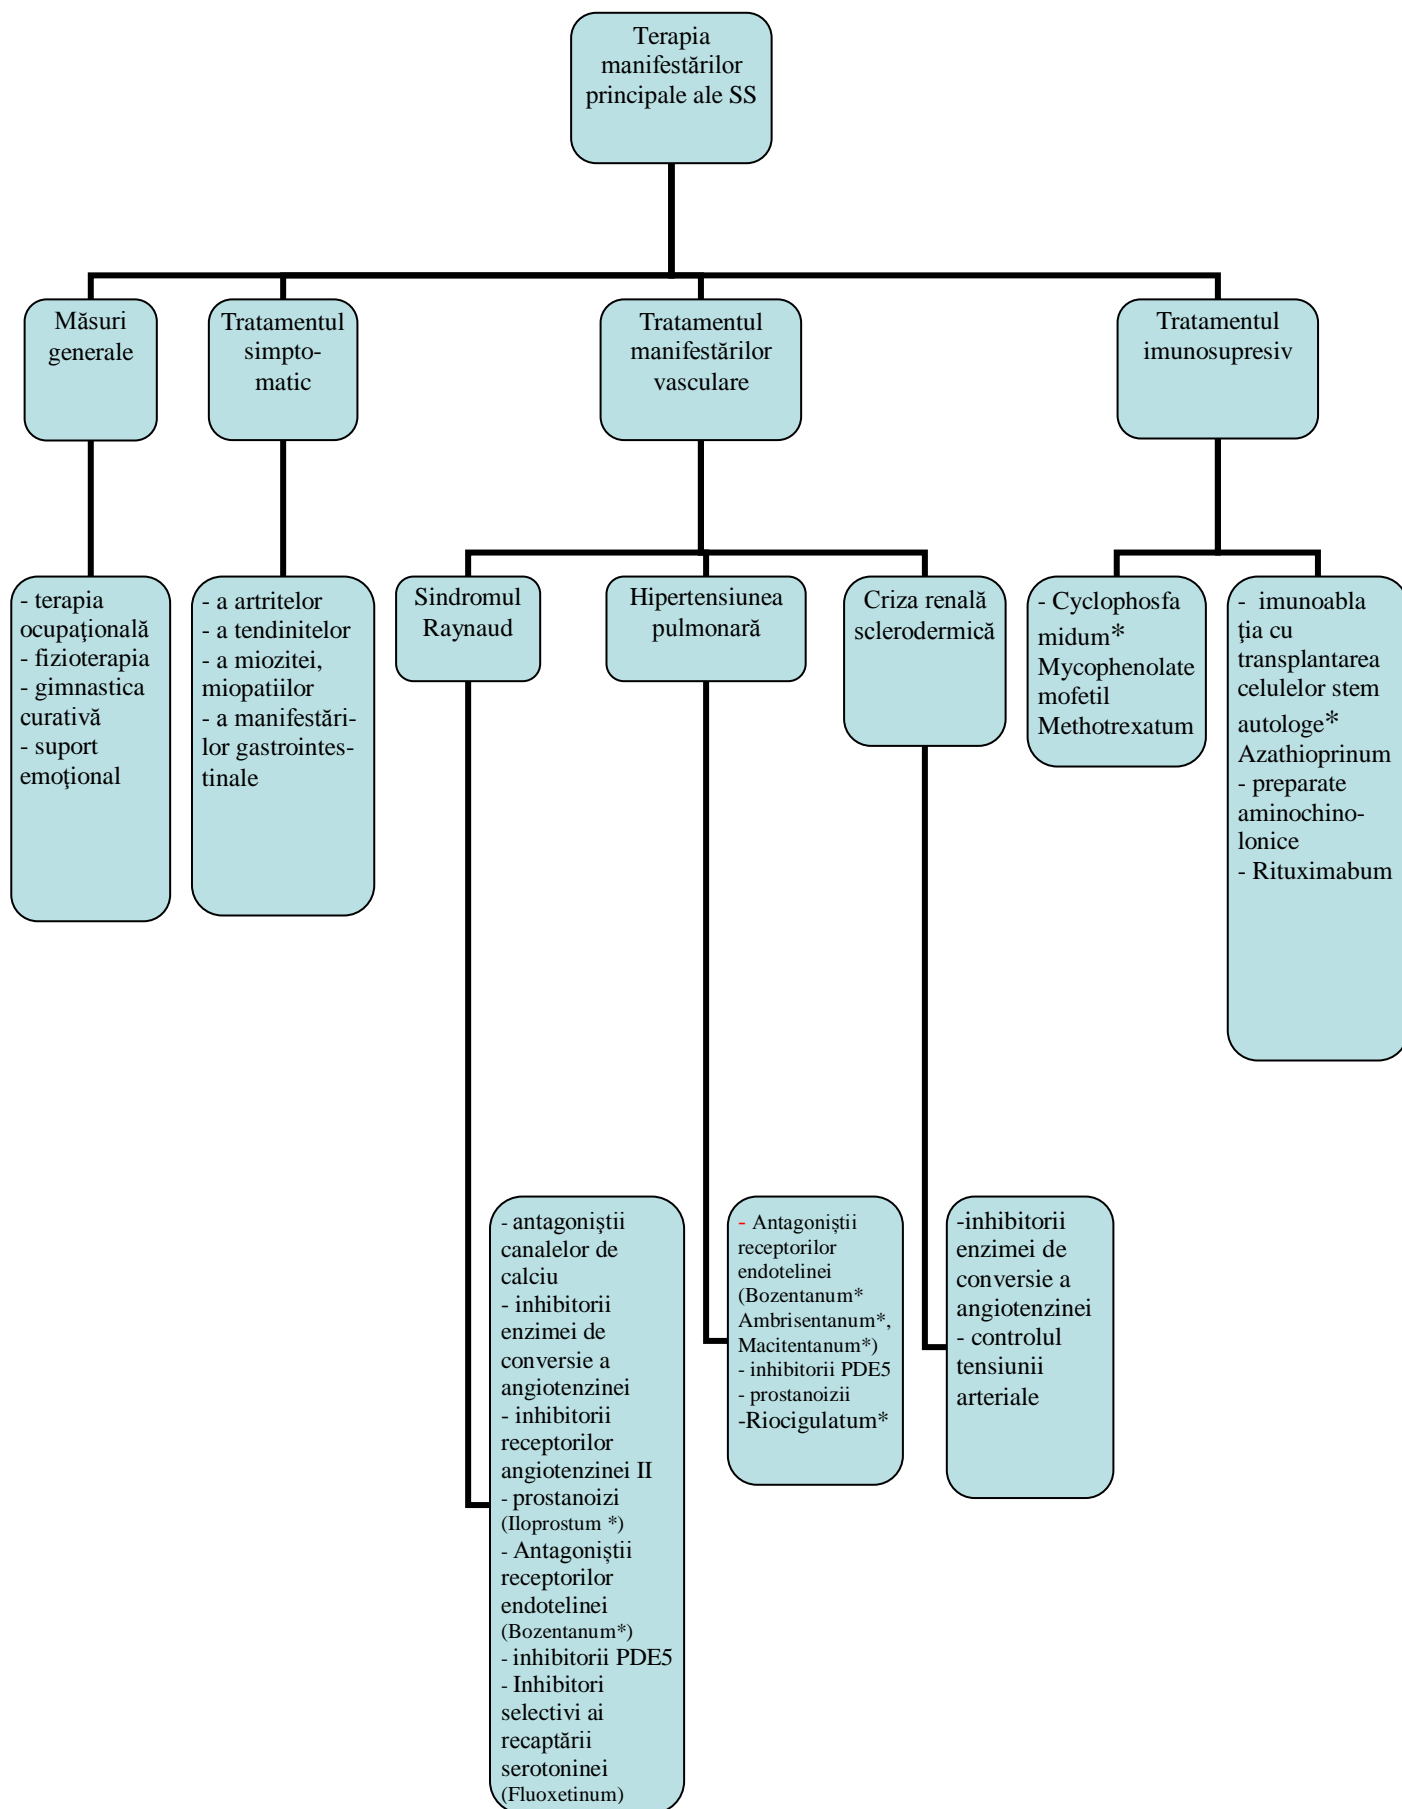 Terapia
manifestărilor
principale ale SS
Măsuri
generale
Tratamentul
simpto-
matic
Tratamentul
manifestărilor
vasculare
Tratamentul
imunosupresiv
- terapia
ocupaţională
- fizioterapia
- gimnastica
curativă
- suport
emoţional
- a artritelor
- a tendinitelor
- a miozitei,
miopatiilor
- a manifestări-
lor gastrointes-
tinale
Sindromul
Raynaud
Hipertensiunea
pulmonară
Criza renală
sclerodermică
- Cyclophosfa
midum*
Mycophenolate
mofetil
Methotrexatum
- imunoabla
ţia cu
transplantarea
celulelor stem
autologe*
Azathioprinum
- preparate
aminochino-
lonice
- Rituximabum
- antagoniştii
canalelor de
calciu
- inhibitorii
enzimei de
conversie a
angiotenzinei
- inhibitorii
receptorilor
angiotenzinei II
- prostanoizi
(Iloprostum *)
- Antagoniștii
receptorilor
endotelinei
(Bozentanum*)
- inhibitorii PDE5
- Inhibitori
selectivi ai
recaptării
serotoninei
(Fluoxetinum)
- Antagoniștii
receptorilor
endotelinei
(Bozentanum*
Ambrisentanum*,
Macitentanum*)
- inhibitorii PDE5
- prostanoizii
-Riocigulatum*
-inhibitorii
enzimei de
conversie a
angiotenzinei
- controlul
tensiunii
arteriale